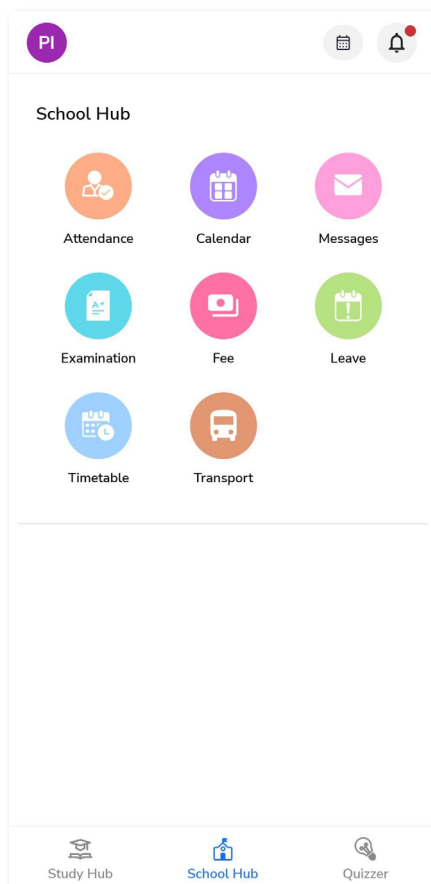 PI
School Hub
Attendance Calendar Messages
A+
Examination Fee Leave
Timetable Transport
Study Hub School Hub Quizzer